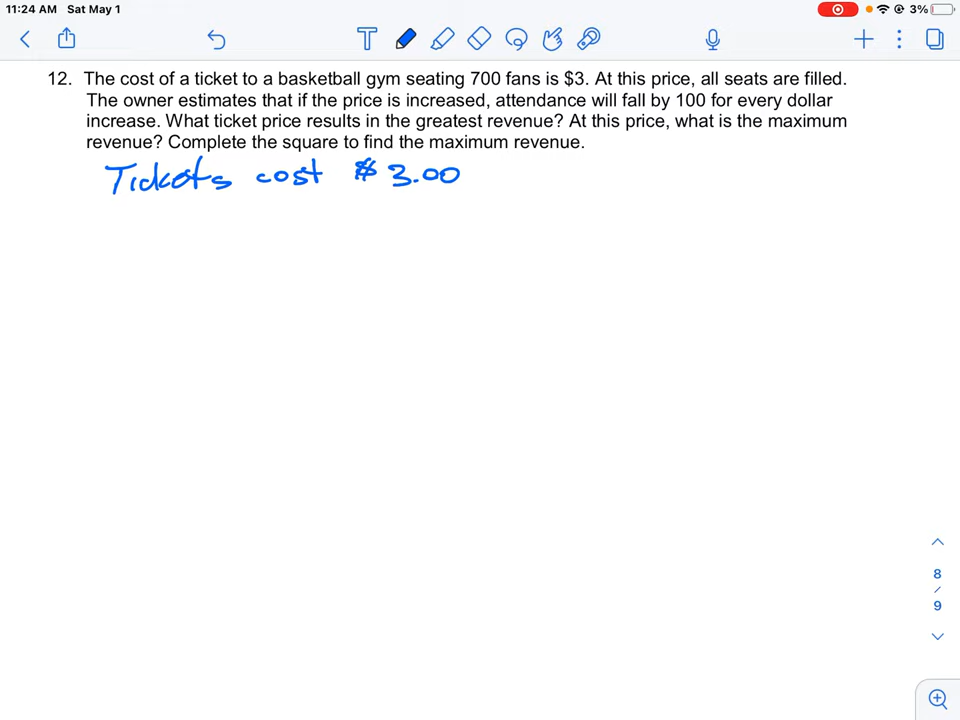 11:24 AM Sat May 1
3%
12. The cost of a ticket to a basketball gym seating 700 fans is $3. At this price, all seats are filled.
The owner estimates that if the price is increased, attendance will fall by 100 for every dollar
increase. What ticket price results in the greatest revenue? At this price, what is the maximum
revenue? Complete the square to find the maximum revenue.
Tickets cost $3.00
8
/
9